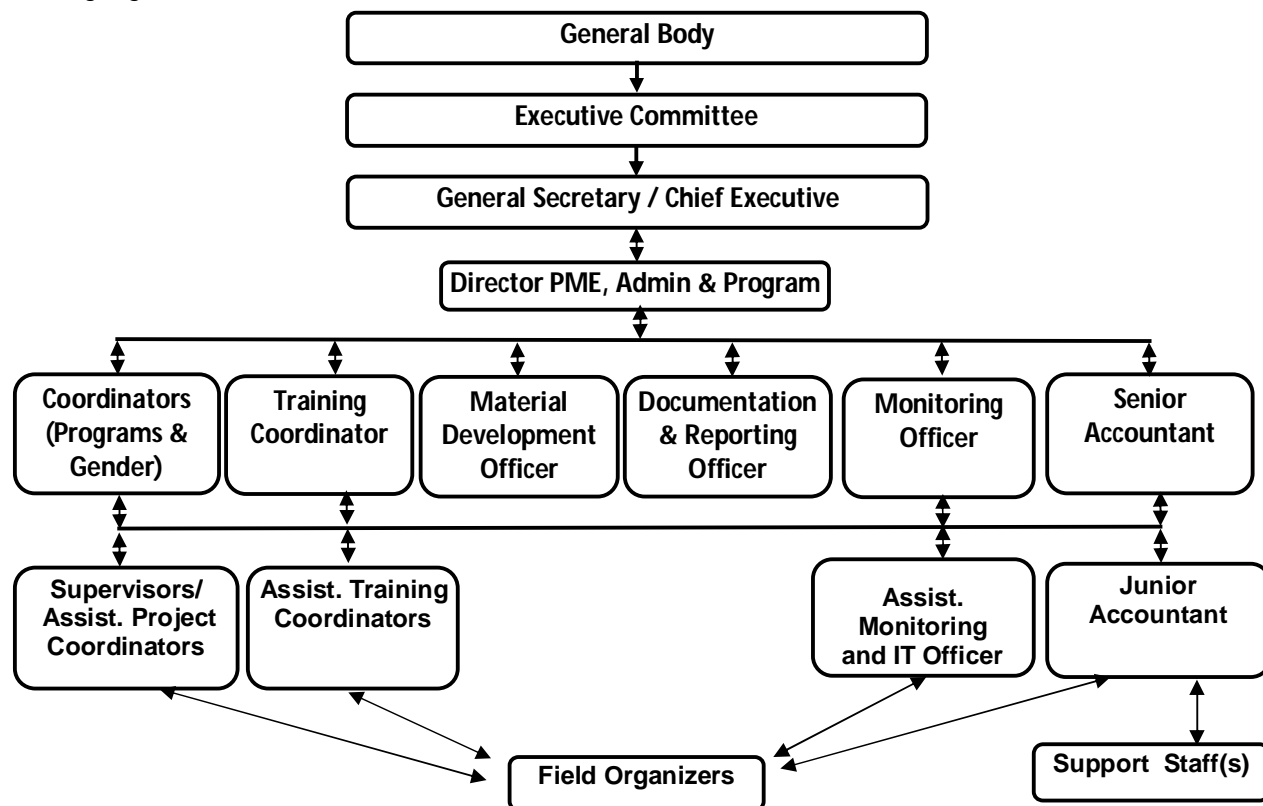 General Body
Executive Committee
General Secretary / Chief Executive
Director PME, Admin & Program
Coordinators
(Programs &
Gender)
Training
Coordinator
Material
Development
Officer
Documentation
& Reporting
Officer
Monitoring
Officer
Senior
Accountant
Supervisors/
Assist. Project
Coordinators
Assist. Training
Coordinators
Assist.
Monitoring
and IT Officer
Junior
Accountant
Field Organizers
Support Staff(s)